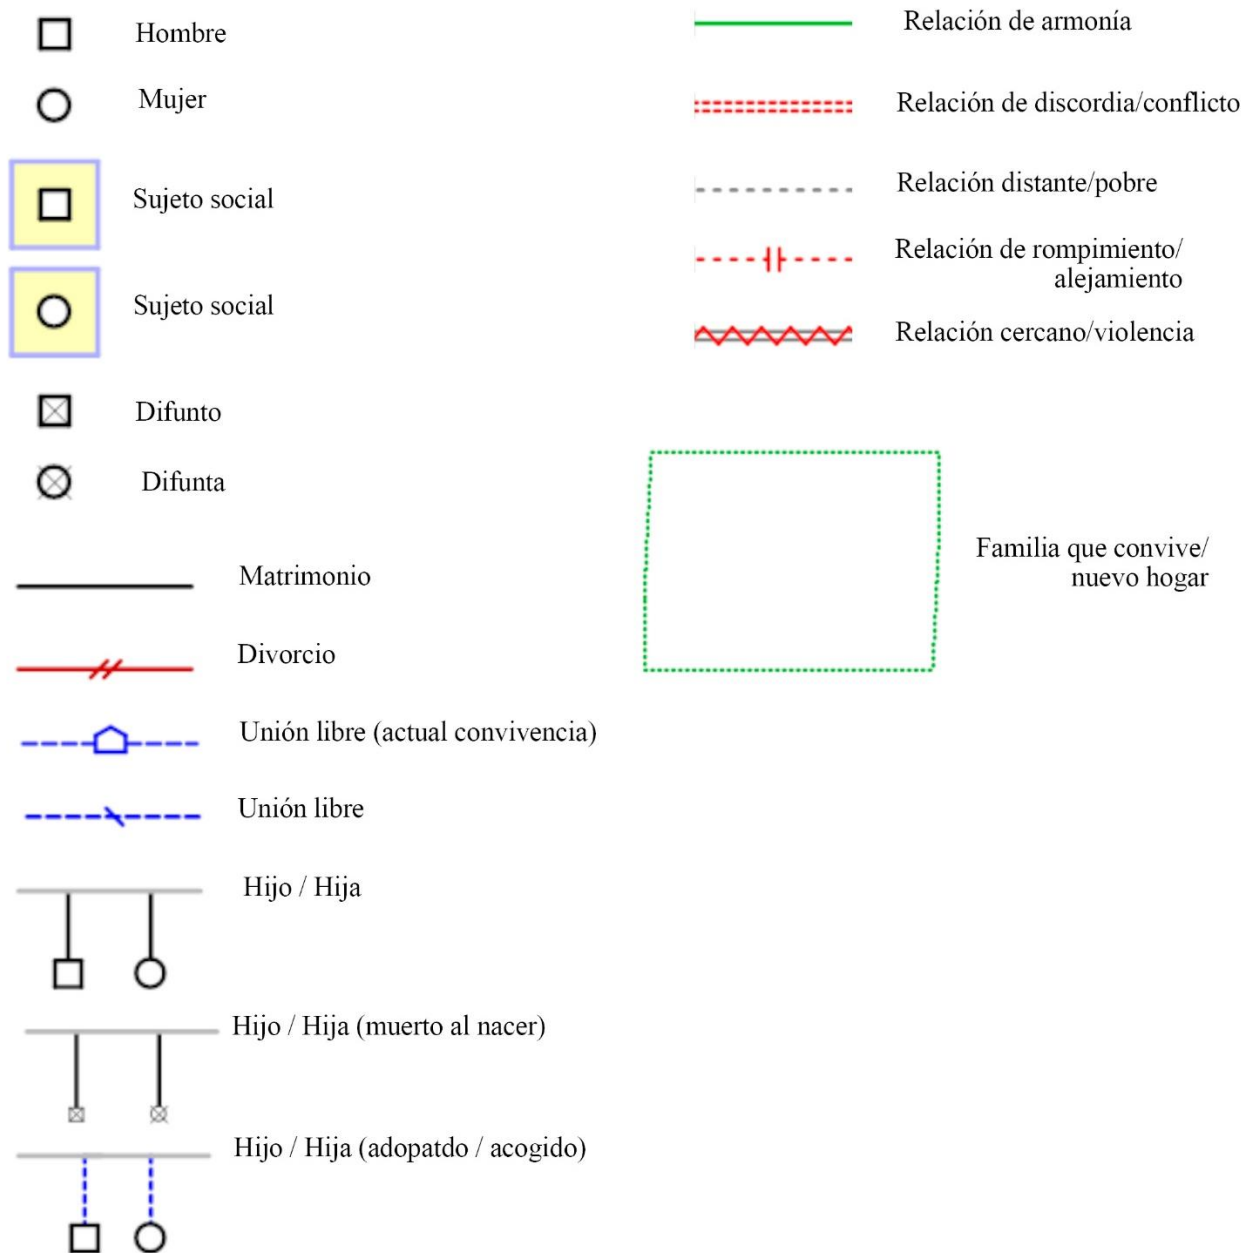 Hombre
Mujer
Sujeto social
Sujeto social
Difunto
Difunta
Matrimonio
Divorcio
Unión libre (actual convivencia)
Unión libre
Hijo / Hija
Hijo / Hija (muerto al nacer)
Hijo / Hija (adopatdo / acogido)
Relación de armonía
Relación de discordia/conflicto
Relación distante/pobre
Relación de rompimiento/
alejamiento
Relación cercano/violencia
Familia que convive/
nuevo hogar